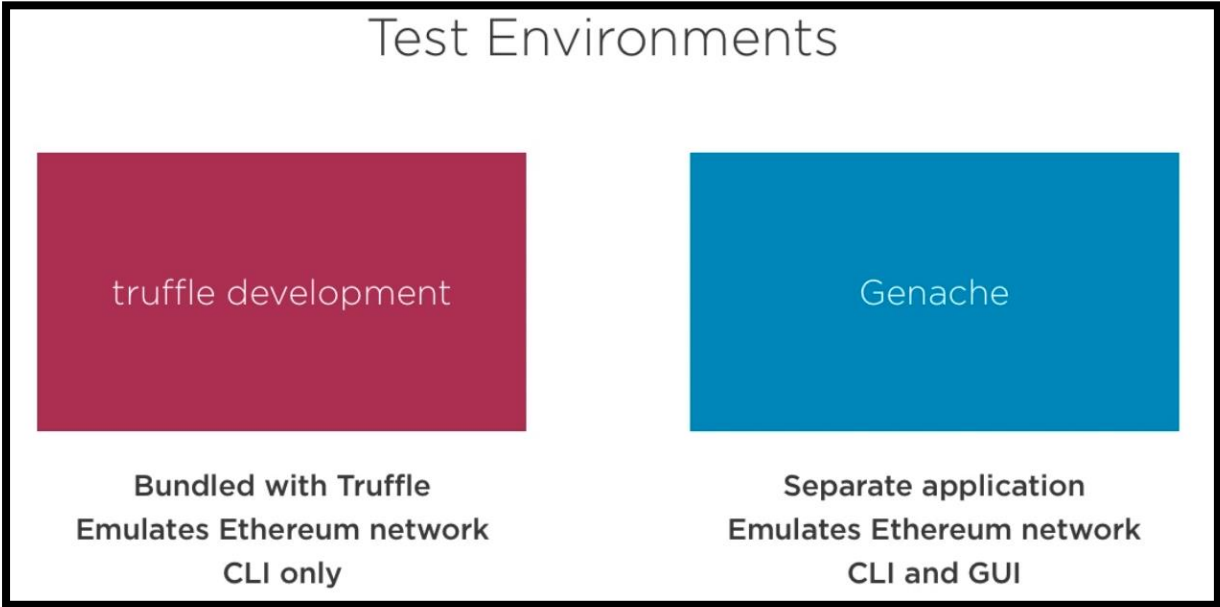 Test Environments
truffle development
Genache
Bundled with Truffle
Emulates Ethereum network
CLI only
Separate application
Emulates Ethereum network
CLI and GUI